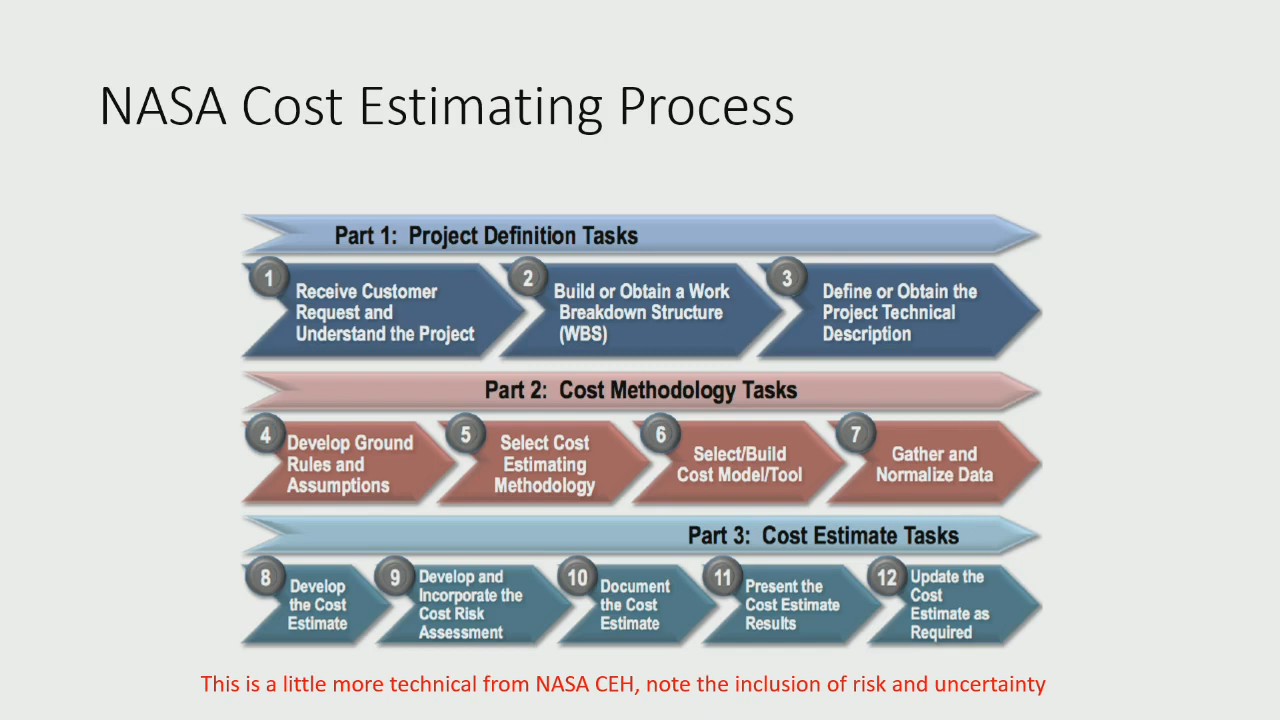 NASA Cost Estimating Process
Part 1: Project Definition Tasks
1
Receive Customer
Request and
Understand the Project
2
Build or Obtain a Work
Breakdown Structure
(WBS)
3
Define or Obtain the
Project Technical
Description
Part 2: Cost Methodology Tasks
4
Develop Ground
Rules and
Assumptions
5
Select Cost
Estimating
Methodology
6
Select/Build
Cost Model/Tool
7
Gather and
Normalize Data
Part 3: Cost Estimate Tasks
8
Develop
the Cost
Estimate
9
Develop and
Incorporate the
Cost Risk
Assessment
10
Document
the Cost
Estimate
11
Present the
Cost Estimate
Results
12
Update the
Cost
Estimate as
Required
This is a little more technical from NASA CEH, note the inclusion of risk and uncertainty